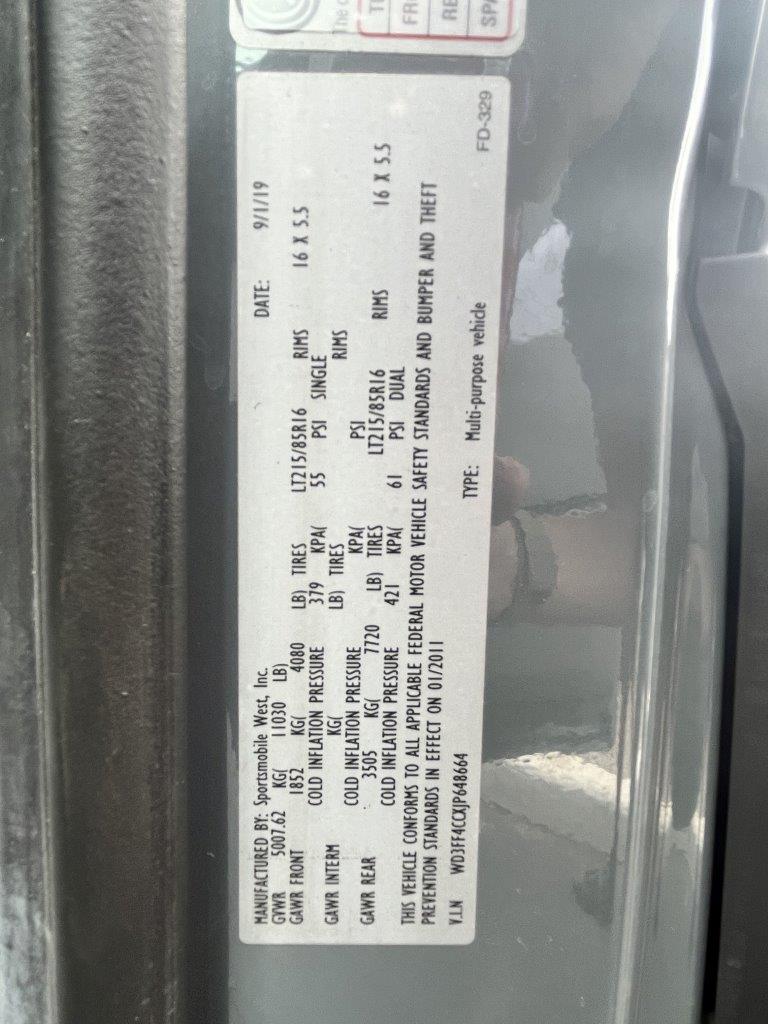 The
TI
FR
RE
SPA
MANUFACTURED BY: Sportsmobile West, Inc. DATE: 9/1/19
GVWR 5007.62 KG( 11030 LB)
GAWR FRONT 1852 KG( 4080 LB) TIRES LT215/85R16 RIMS 16 X 5.5
COLD INFLATION PRESSURE 379 KPA( 55 PSI SINGLE
GAWR INTERM KG( LB) TIRES RIMS
COLD INFLATION PRESSURE KPA( PSI
GAWR REAR 3505 KG( 7720 LB) TIRES LT215/85R16 RIMS 16 X 5.5
COLD INFLATION PRESSURE 421 KPA( 61 PSI DUAL
THIS VEHICLE CONFORMS TO ALL APPLICABLE FEDERAL MOTOR VEHICLE SAFETY STANDARDS AND BUMPER AND THEFT
PREVENTION STANDARDS IN EFFECT ON 01/2011
V.I.N WD3FF4CCXJP648664 TYPE: Multi-purpose vehicle
FD-329